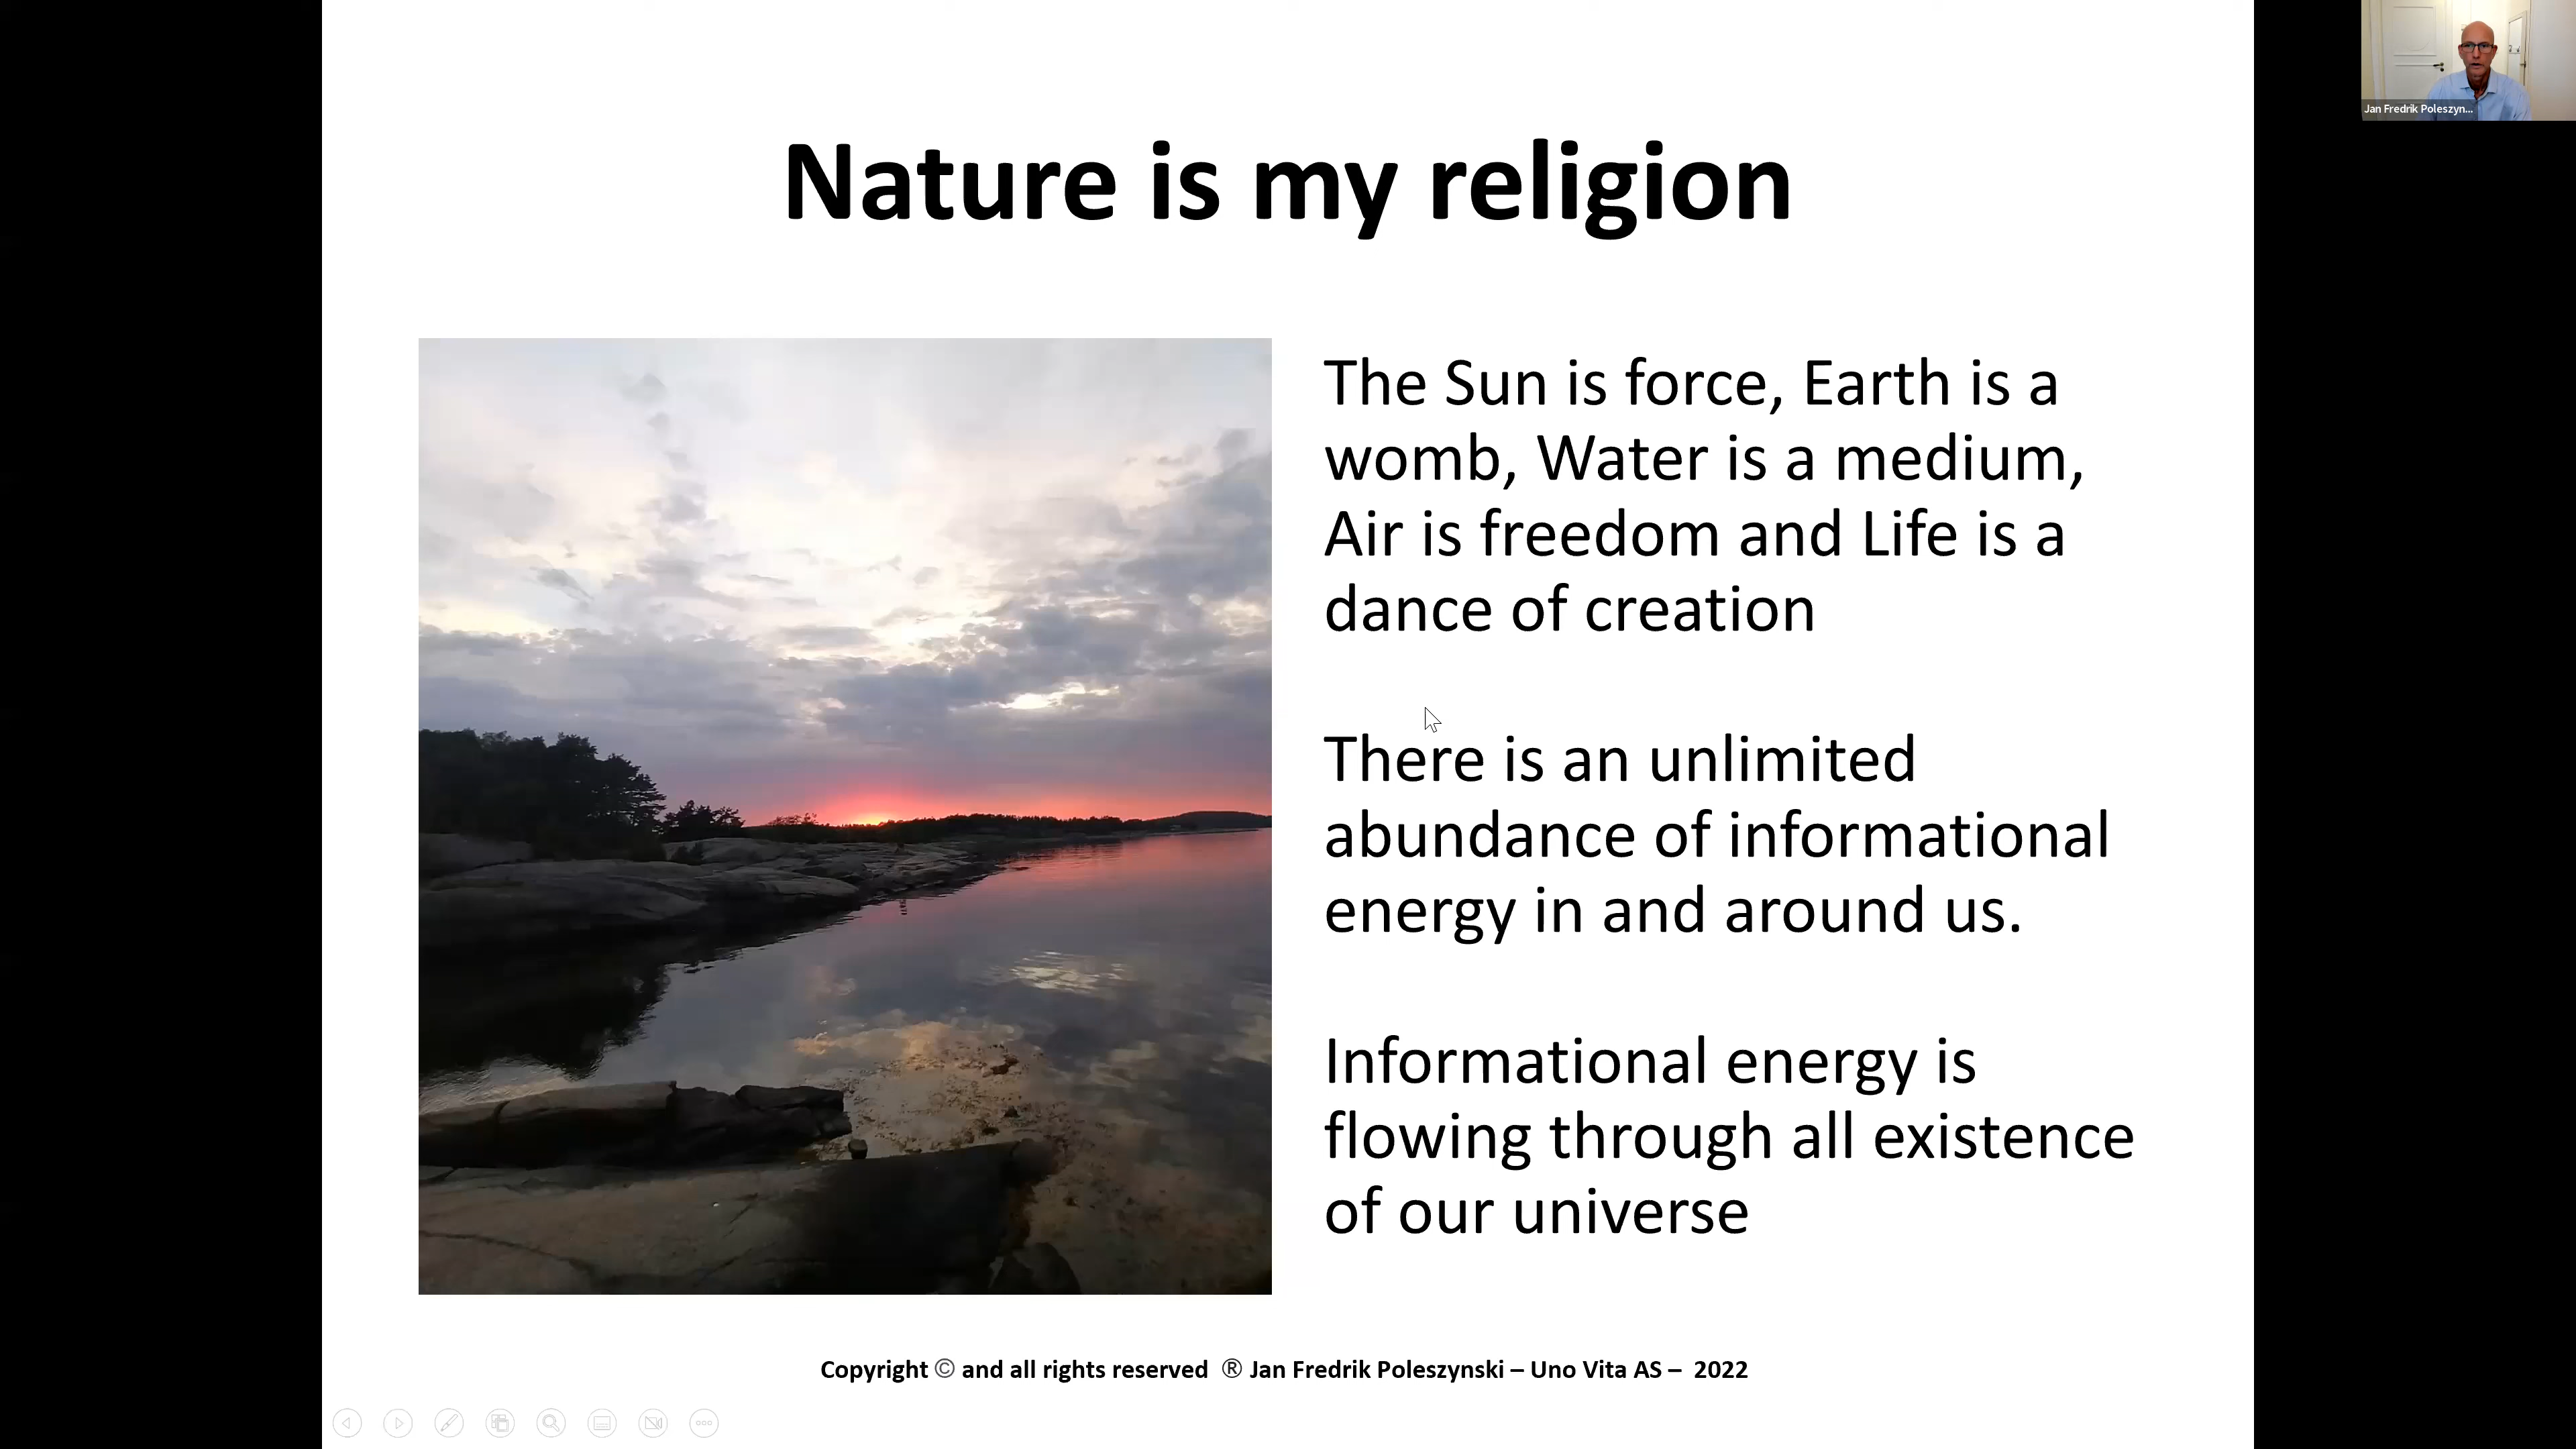 Jan Fredrik Poleszyn...
Nature is my religion
The Sun is force, Earth is a
womb, Water is a medium,
Air is freedom and Life is a
dance of creation
There is an unlimited
abundance of informational
energy in and around us.
Informational energy is
flowing through all existence
of our universe
Copyright © and all rights reserved ® Jan Fredrik Poleszynski – Uno Vita AS – 2022